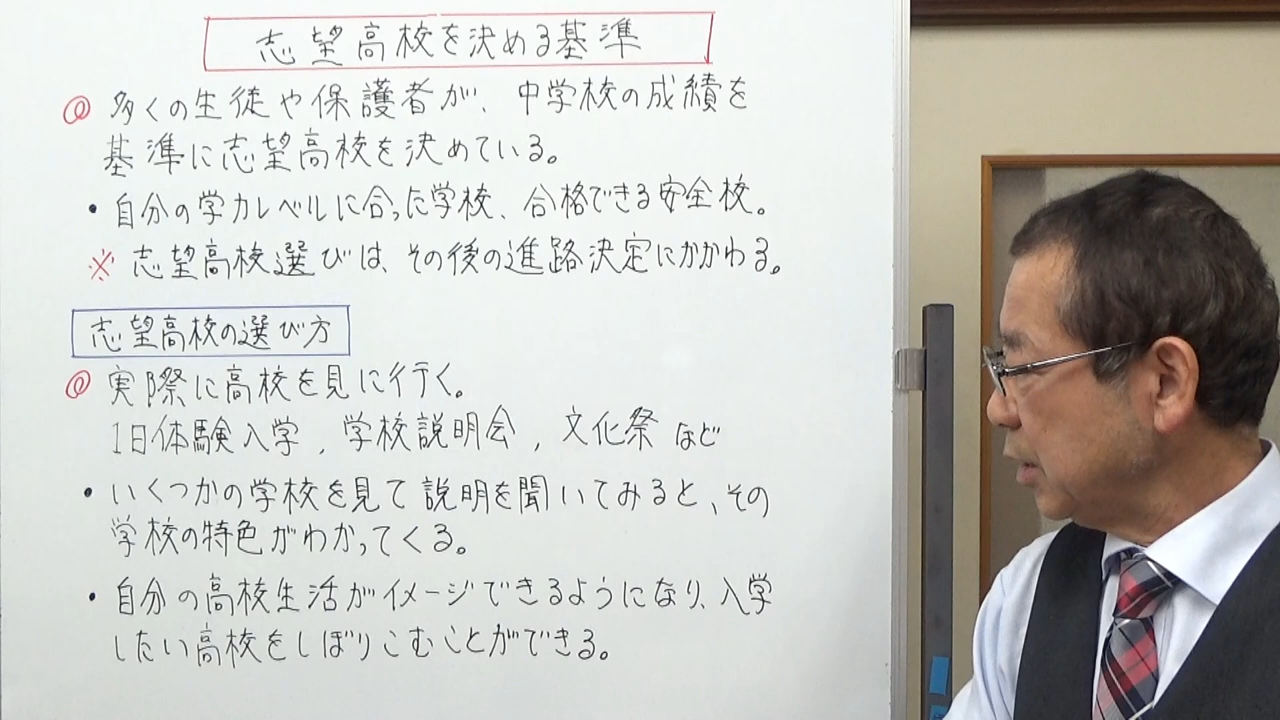 志望高校を決める基準
◎ 多くの生徒や保護者が、中学校の成績を
基準に志望高校を決めている。
・自分の学力レベルに合った学校、合格できる安全校。
※ 志望高校選びは、その後の進路決定にかかわる。
志望高校の選び方
◎ 実際に高校を見に行く。
1日体験入学，学校説明会，文化祭 など
・いくつかの学校を見て説明を聞いてみると、その
学校の特色がわかってくる。
・自分の高校生活がイメージできるようになり、入学
したい高校をしぼりこむことができる。